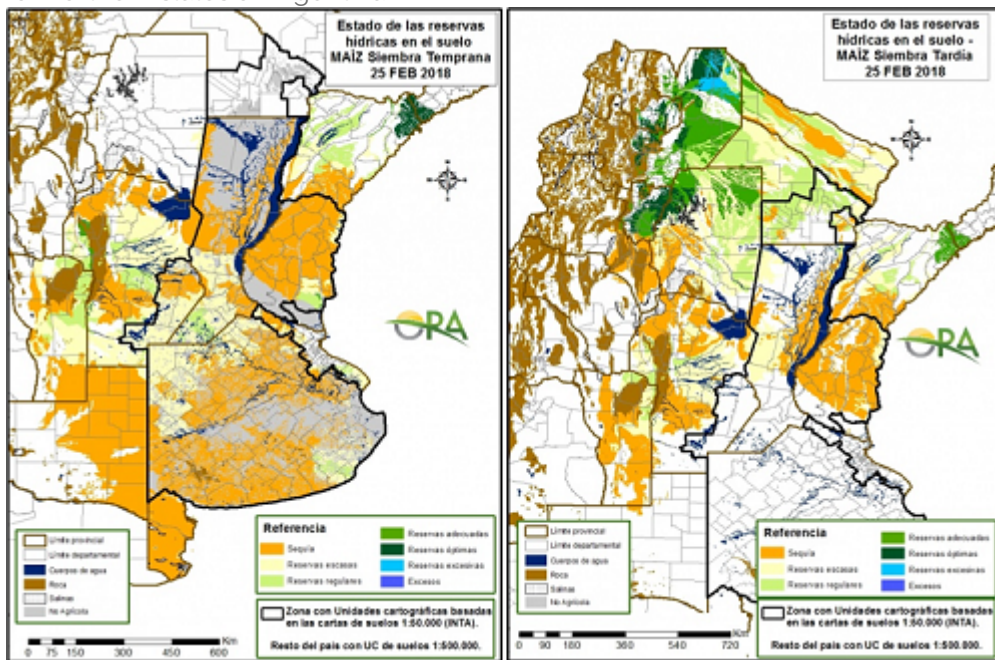 Estado de las reservas
hídricas en el suelo
MAÍZ Siembra Temprana
25 FEB 2018
ORA
Límite provincial
Límite departamental
Cuerpos de agua
Roca
Salinas
No Agrícola
Referencia
Sequía
Reservas escasas
Reservas regulares
Reservas adecuadas
Reservas óptimas
Reservas excesivas
Excesos
Zona con Unidades cartográficas basadas
en las cartas de suelos 1:50.000 (INTA).
Resto del país con UC de suelos 1:500.000.
0 75 150 300 450 600 Km
Estado de las reservas
hídricas en el suelo -
MAÍZ Siembra Tardía
25 FEB 2018
ORA
Límite provincial
Límite departamental
Cuerpos de agua
Roca
Salinas
No Agrícola
Referencia
Sequía
Reservas escasas
Reservas regulares
Reservas adecuadas
Reservas óptimas
Reservas excesivas
Excesos
Zona con Unidades cartográficas basadas
en las cartas de suelos 1:50.000 (INTA).
Resto del país con UC de suelos 1:500.000.
0 90 180 360 540 720 Km